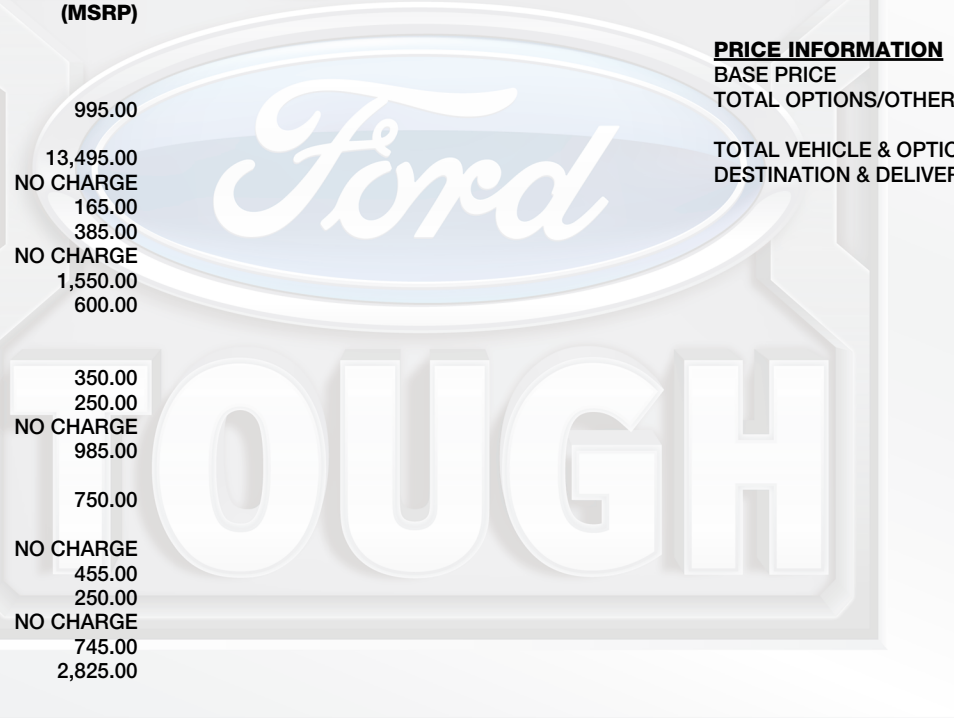 (MSRP)
995.00
13,495.00
NO CHARGE
165.00
385.00
NO CHARGE
1,550.00
600.00
350.00
250.00
NO CHARGE
985.00
750.00
NO CHARGE
455.00
250.00
NO CHARGE
745.00
2,825.00
PRICE INFORMATION
BASE PRICE
TOTAL OPTIONS/OTHER
TOTAL VEHICLE & OPTIO
DESTINATION & DELIVER
Ford
TOUGH